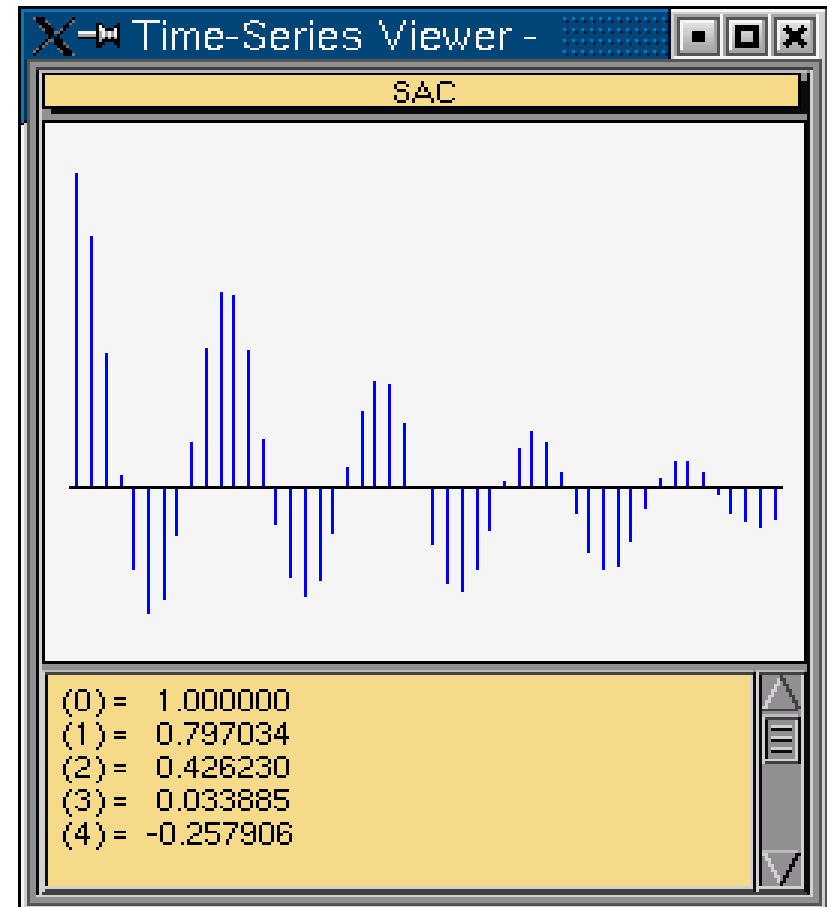 Time-Series Viewer -
SAC
(0)=  1.000000
(1)=  0.797034
(2)=  0.426230
(3)=  0.033885
(4)= -0.257906